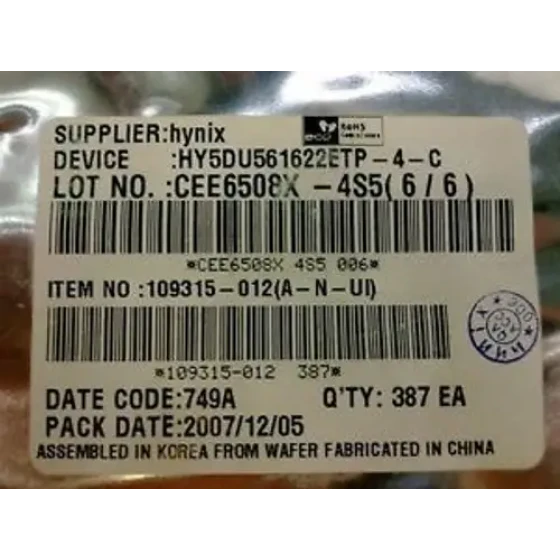 SUPPLIER:hynix
eco RoHS
DEVICE :HY5DU561622ETP-4-C
LOT NO. :CEE6508X -4S5(6/6)
*CEE6508X 4S5 006*
ITEM NO :109315-012(A-N-UI)
*109315-012 387*
DATE CODE:749A Q'TY: 387 EA
PACK DATE:2007/12/05
ASSEMBLED IN KOREA FROM WAFER FABRICATED IN CHINA